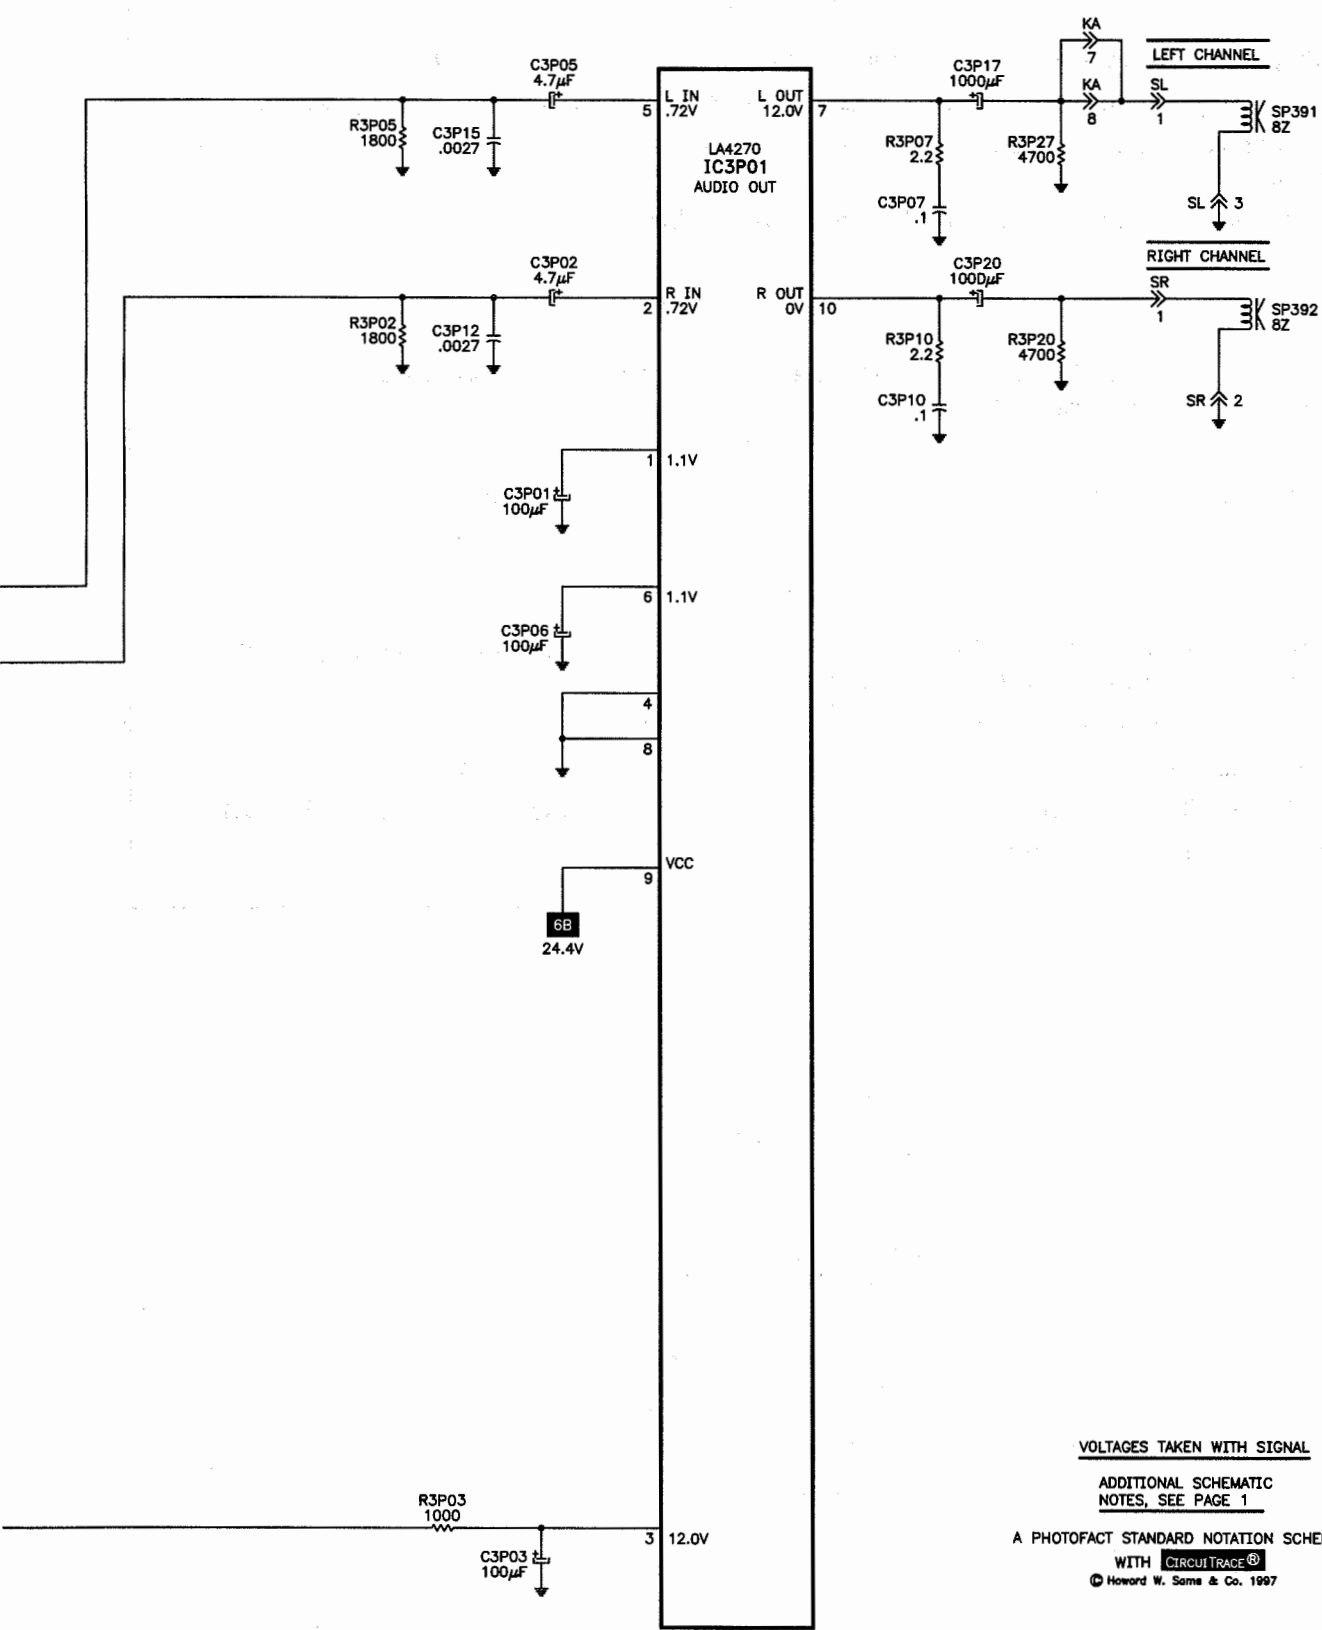 KA
7
LEFT CHANNEL
C3P05
4.7µF
C3P17
1000µF
KA
8
SL
1
L IN
5 .72V
L OUT
12.0V 7
SP391
8Z
R3P05
1800
C3P15
.0027
LA4270
IC3P01
AUDIO OUT
R3P07
2.2
R3P27
4700
C3P07
.1
SL 3
RIGHT CHANNEL
C3P02
4.7µF
C3P20
100DµF
SR
1
R IN
2 .72V
R OUT
0V 10
SP392
8Z
R3P02
1800
C3P12
.0027
R3P10
2.2
R3P20
4700
C3P10
.1
SR 2
1 1.1V
C3P01
100µF
6 1.1V
C3P06
100µF
4
8
VCC
9
6B
24.4V
VOLTAGES TAKEN WITH SIGNAL
ADDITIONAL SCHEMATIC
NOTES, SEE PAGE 1
R3P03
1000
3 12.0V
C3P03
100µF
A PHOTOFACT STANDARD NOTATION SCHE
WITH CIRCUITRACE®
© Howard W. Sams & Co. 1997